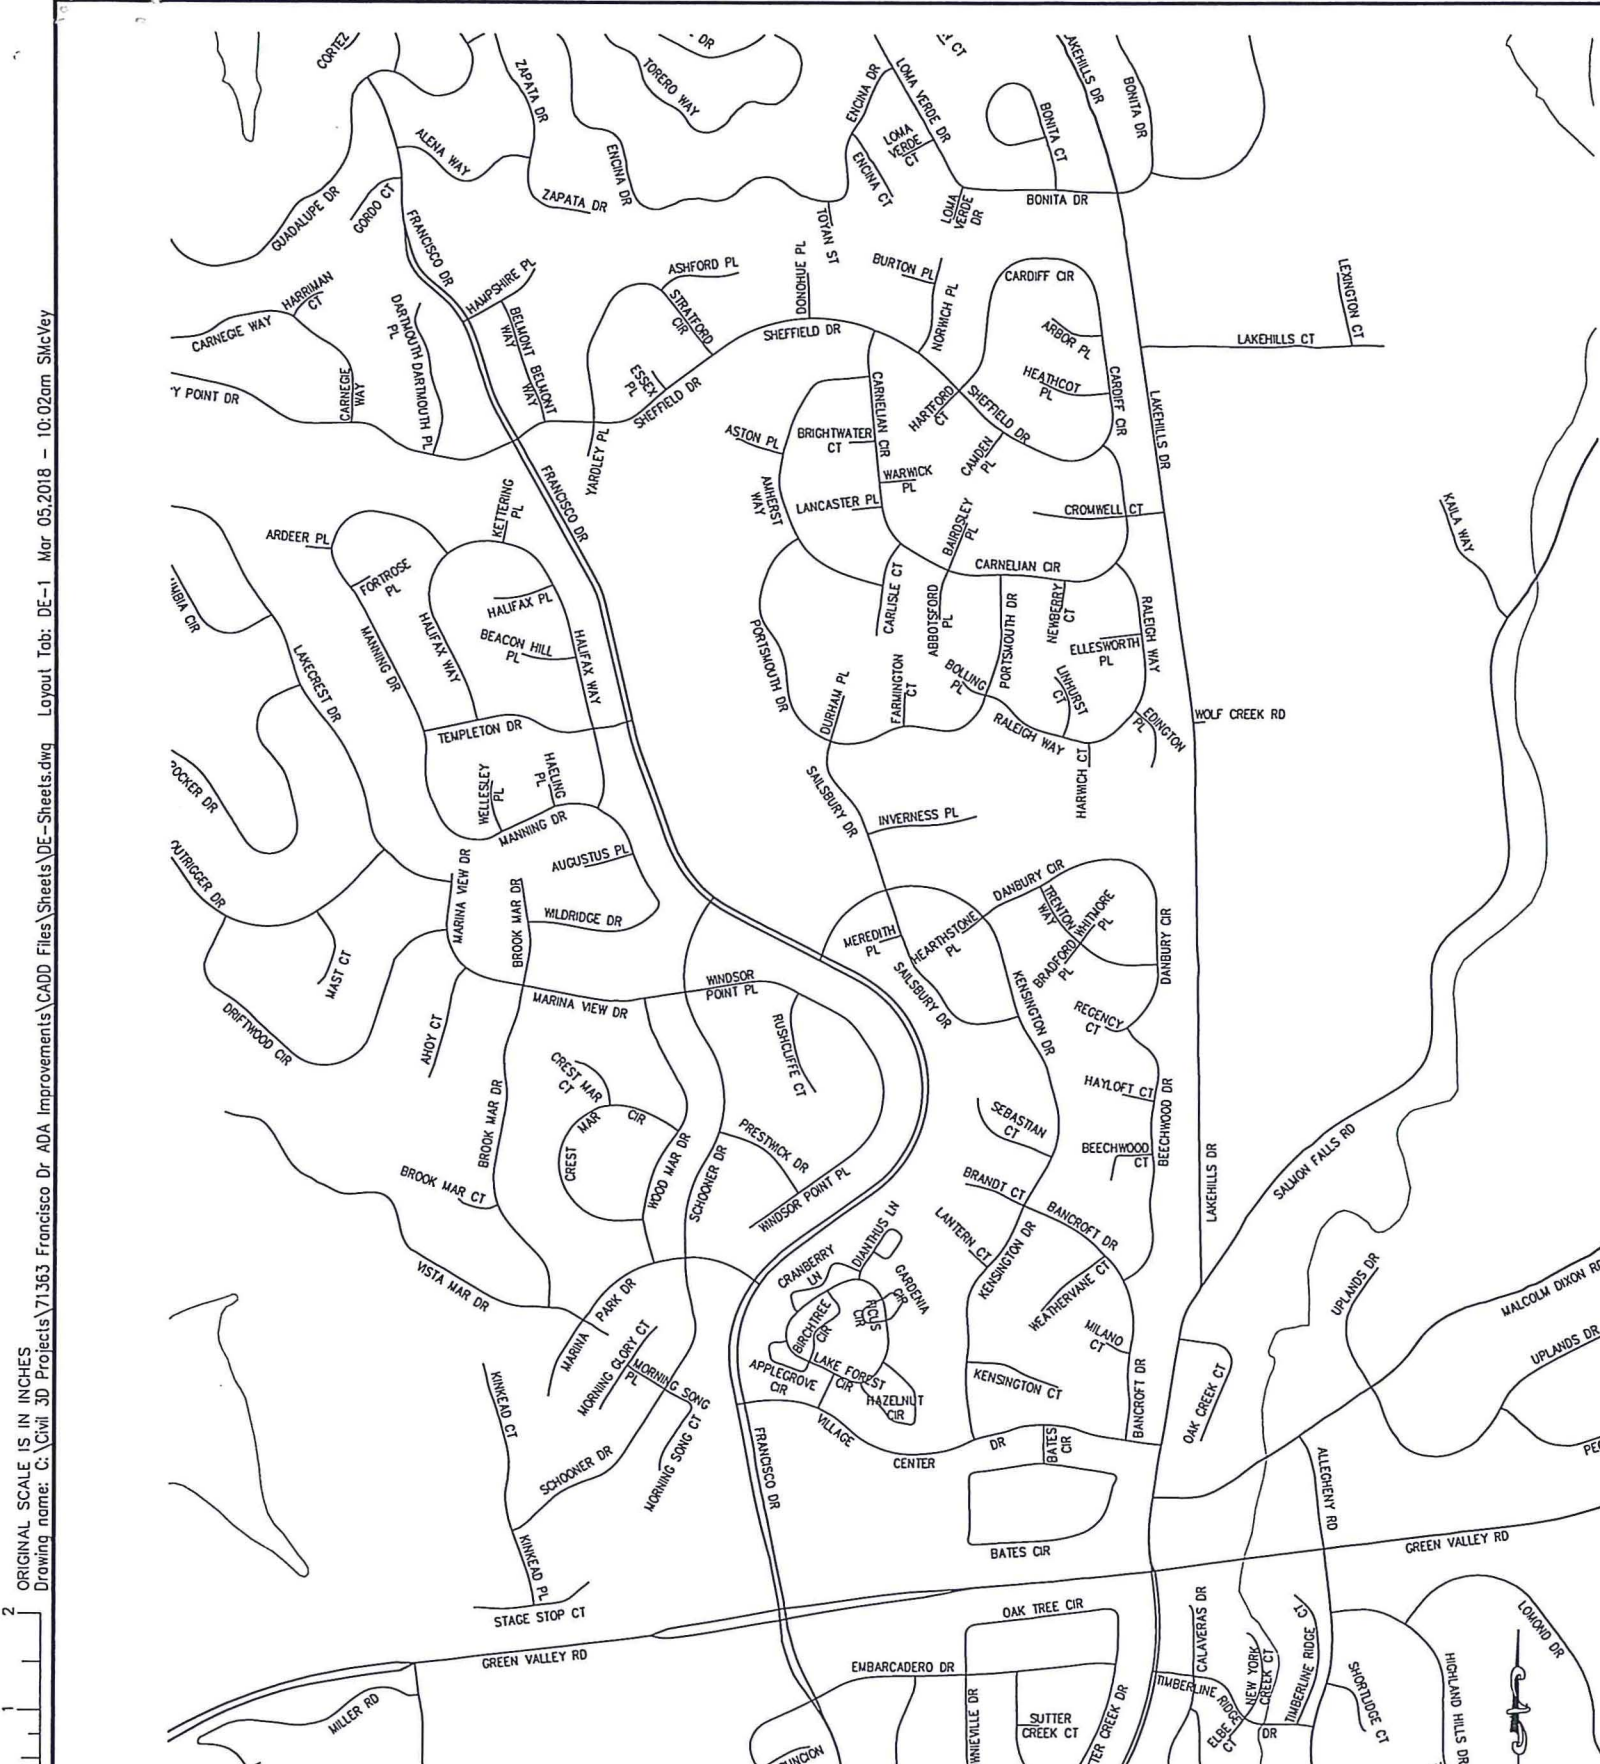 ORIGINAL SCALE IS IN INCHES
Drawing name: C:\Civil 3D Projects\71363 Francisco Dr ADA Improvements\CADD Files\Sheets\DE-Sheets.dwg Layout Tab: DE-1 Mar 05,2018 - 10:02am SMcVey
2
1
CORTEZ
ZAPATA DR
DR
TORERO WAY
ENCINA DR
LOMA VERDE DR
CT
BONITA DR
ALENA WAY
LOMA
VERDE
CT
BONITA CT
ENCINA DR
ENCINA CT
GUADALUPE DR
GORDO CT
ZAPATA DR
LOMA
VERDE
DR
BONITA DR
FRANCISCO DR
TOYAN ST
HARRIMAN
CT
HAMPSHIRE PL
ASHFORD PL
DONOHUE PL
BURTON PL
CARDIFF CIR
LEXINGTON CT
CARNEGIE WAY
DARTMOUTH
PL
BELMONT
WAY
STRATFORD
CIR
SHEFFIELD DR
NORWICH PL
ARBOR PL
LAKEHILLS CT
Y POINT DR
CARNEGIE
WAY
DARTMOUTH PL
BELMONT
WAY
ESSEX
PL
SHEFFIELD DR
CARNELIAN CIR
HARTFORD
CT
SHEFFIELD DR
HEATHCOT
PL
CARDIFF CIR
LAKEHILLS DR
YARDLEY PL
ASTON PL
BRIGHTWATER
CT
CAMDEN
PL
FRANCISCO DR
WARWICK
PL
AMHERST
WAY
LANCASTER PL
CROMWELL CT
KAILA WAY
KETTERING
PL
BAIRDSLEY
PL
ARDEER PL
FORTROSE
PL
CARNELIAN CIR
HALIFAX PL
CARLISLE CT
ABBOTSFORD
PL
PORTSMOUTH DR
NEWBERRY
CT
RALEIGH WAY
LAKECREST DR
MANNING DR
HALIFAX WAY
BEACON HILL
PL
HALIFAX WAY
PORTSMOUTH DR
ELLESWORTH
PL
DURHAM PL
FARMINGTON
CT
BOLLING
PL
LINHURST
CT
EDINGTON
PL
WOLF CREEK RD
TEMPLETON DR
RALEIGH WAY
WELLESLEY
PL
HAELING
PL
SAILSBURY DR
HARWICH CT
MANNING DR
INVERNESS PL
AUGUSTUS PL
OUTRIGGER DR
MARINA VIEW DR
BROOK MAR DR
WILDRIDGE DR
DANBURY CIR
TRENTON
WAY
WHITMORE
PL
MEREDITH
PL
HEARTHSTONE
PL
BRADFORD
PL
DANBURY CIR
MAST CT
WINDSOR
POINT PL
SAILSBURY DR
KENSINGTON DR
MARINA VIEW DR
RUSHCLIFFE CT
REGENCY
CT
DRIFTWOOD CIR
AHOY CT
CREST MAR
CT
HAYLOFT CT
BROOK MAR DR
CREST
MAR
CIR
SEBASTIAN
CT
BEECHWOOD DR
WOOD MAR DR
PRESTWICK DR
BEECHWOOD
CT
SALMON FALLS RD
BROOK MAR CT
SCHOONER DR
WINDSOR POINT PL
BRANDT CT
BANCROFT DR
LAKEHILLS DR
LANTERN CT
KENSINGTON DR
VISTA MAR DR
CRANBERRY
LN
DIANTHUS LN
GARDENIA
CIR
WEATHERVANE CT
UPLANDS DR
MALCOLM DIXON RD
PARK DR
MARINA
BIRCHTREE
CIR
FICUS
CIR
MILANO
CT
UPLANDS DR
MORNING GLORY CT
APPLEGROVE
CIR
LAKE FOREST
CIR
KENSINGTON CT
BANCROFT DR
OAK CREEK CT
KINKEAD CT
MORNING SONG
PL
HAZELNUT
CIR
VILLAGE
CENTER
DR
BATES
CIR
SCHOONER DR
MORNING SONG CT
FRANCISCO DR
ALLEGHENY RD
KINKEAD PL
BATES CIR
GREEN VALLEY RD
STAGE STOP CT
OAK TREE CIR
CALAVERAS DR
LOMOND DR
GREEN VALLEY RD
EMBARCADERO DR
TIMBERLINE RIDGE
DR
NEW YORK
CREEK CT
TIMBERLINE RIDGE
CT
SHORTLIDGE CT
HIGHLAND HILLS DR
MILLER RD
SUTTER
CREEK CT
ELBE
CT